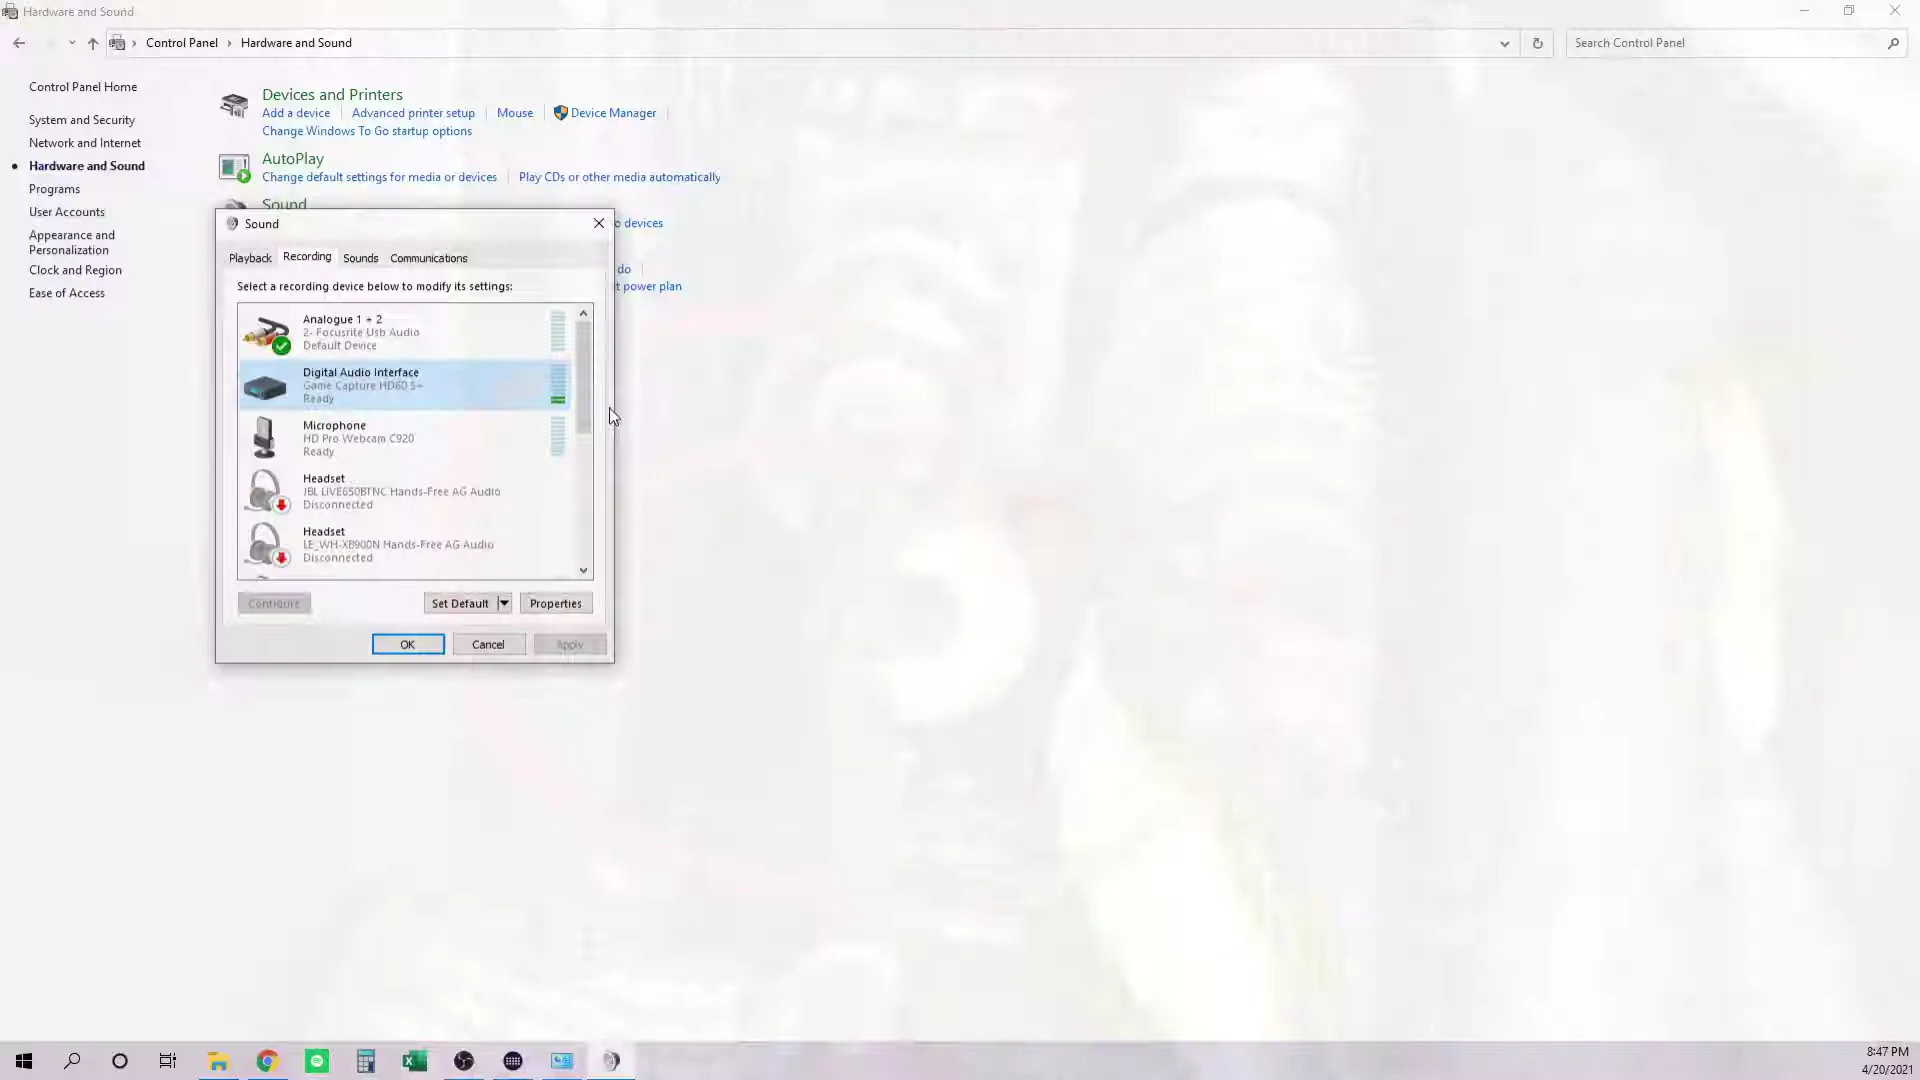 Hardware and Sound
Control Panel › Hardware and Sound
Search Control Panel
Control Panel Home
System and Security
Network and Internet
Hardware and Sound
Programs
User Accounts
Appearance and
Personalization
Clock and Region
Ease of Access
Devices and Printers
Add a device
Advanced printer setup
Mouse
Device Manager
Change Windows To Go startup options
AutoPlay
Change default settings for media or devices
Play CDs or other media automatically
Sound
devices
do
power plan
Sound
Playback
Recording
Sounds
Communications
Select a recording device below to modify its settings:
Analogue 1 + 2
2- Focusrite Usb Audio
Default Device
Digital Audio Interface
Game Capture HD60 S+
Ready
Microphone
HD Pro Webcam C920
Ready
Headset
JBL LIVE650BTNC Hands-Free AG Audio
Disconnected
Headset
LE_WH-XB900N Hands-Free AG Audio
Disconnected
Configure
Set Default
Properties
OK
Cancel
Apply
8:47 PM
4/20/2021